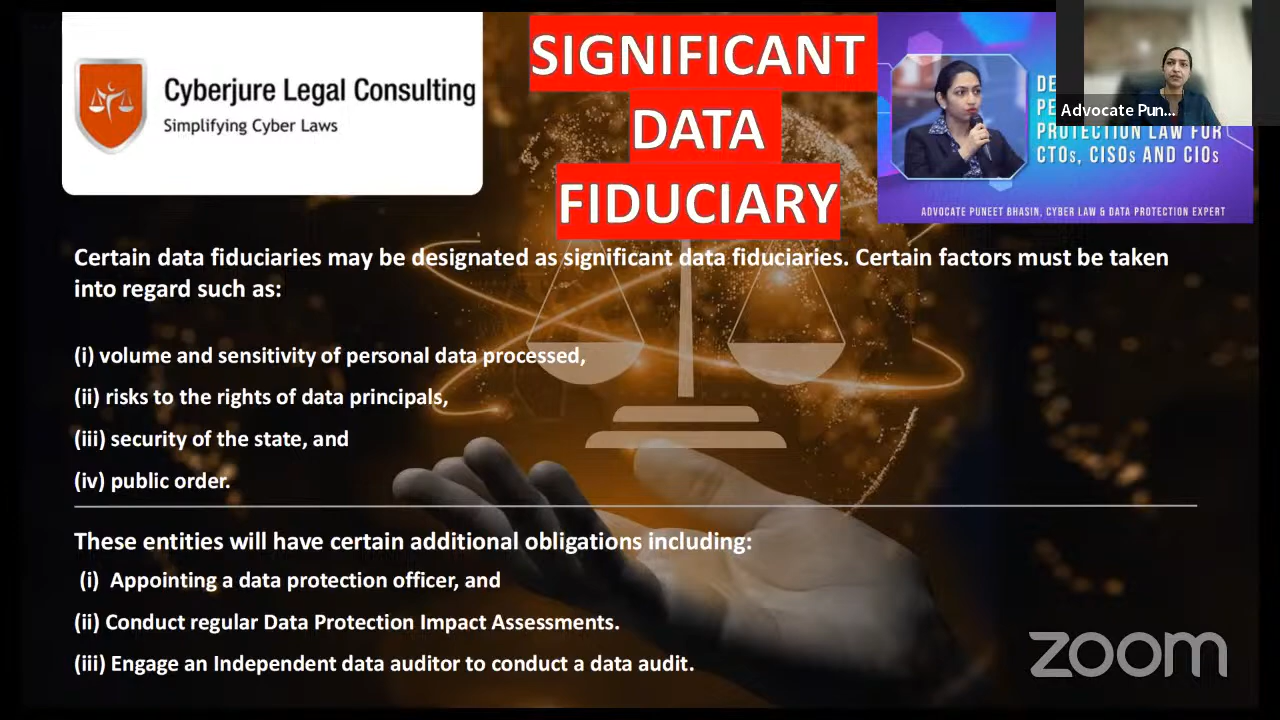 Cyberjure Legal Consulting
Simplifying Cyber Laws
SIGNIFICANT
DATA
FIDUCIARY
DE
PE
PROTECTION LAW FOR
CTOs, CISOs AND CIOs
ADVOCATE PUNEET BHASIN, CYBER LAW & DATA PROTECTION EXPERT
Advocate Pun...
Certain data fiduciaries may be designated as significant data fiduciaries. Certain factors must be taken
into regard such as:
(i) volume and sensitivity of personal data processed,
(ii) risks to the rights of data principals,
(iii) security of the state, and
(iv) public order.
These entities will have certain additional obligations including:
(i) Appointing a data protection officer, and
(ii) Conduct regular Data Protection Impact Assessments.
(iii) Engage an Independent data auditor to conduct a data audit.
zoom